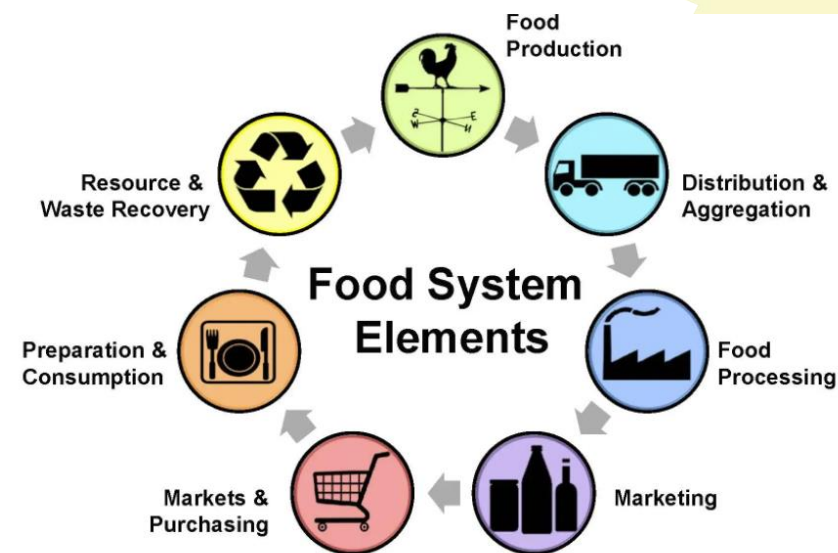 Food
Production
Distribution &
Aggregation
Food
Processing
Marketing
Markets &
Purchasing
Preparation &
Consumption
Resource &
Waste Recovery
Food System
Elements
S
E
W
N